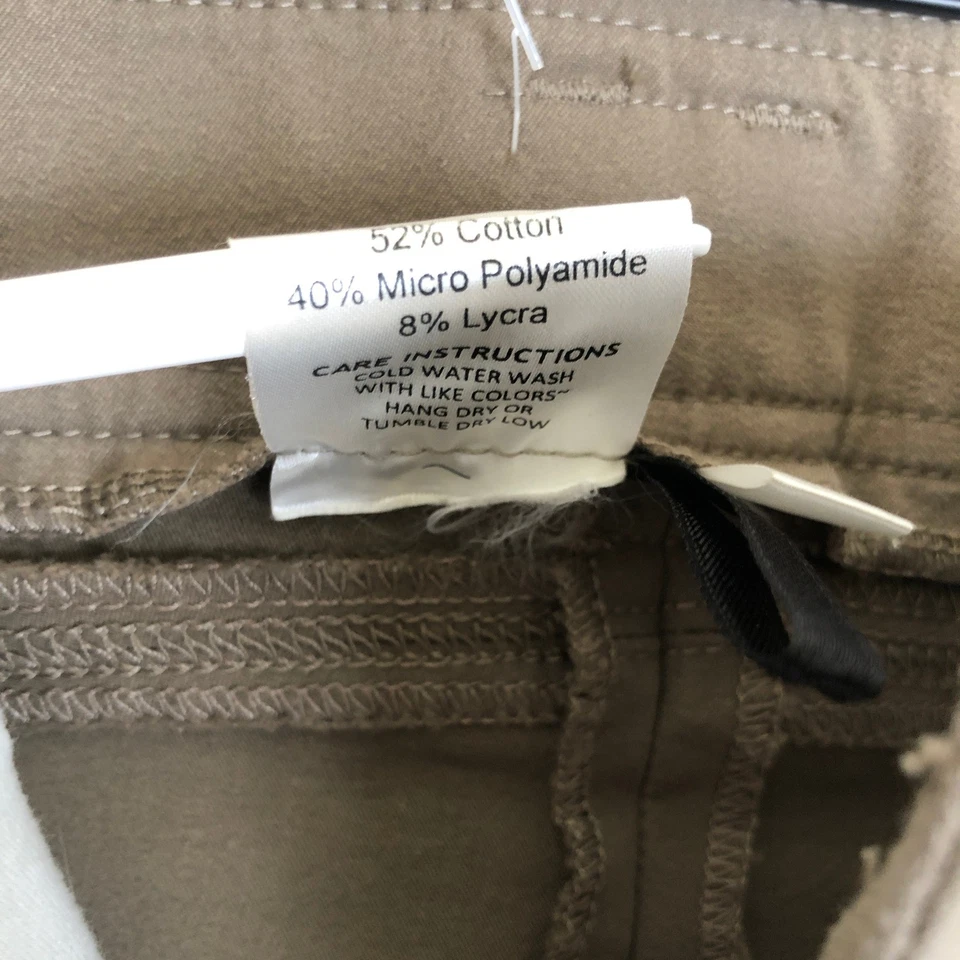 52% Cotton
40% Micro Polyamide
8% Lycra
CARE INSTRUCTIONS
COLD WATER WASH
WITH LIKE COLORS~
HANG DRY OR
TUMBLE DRY LOW